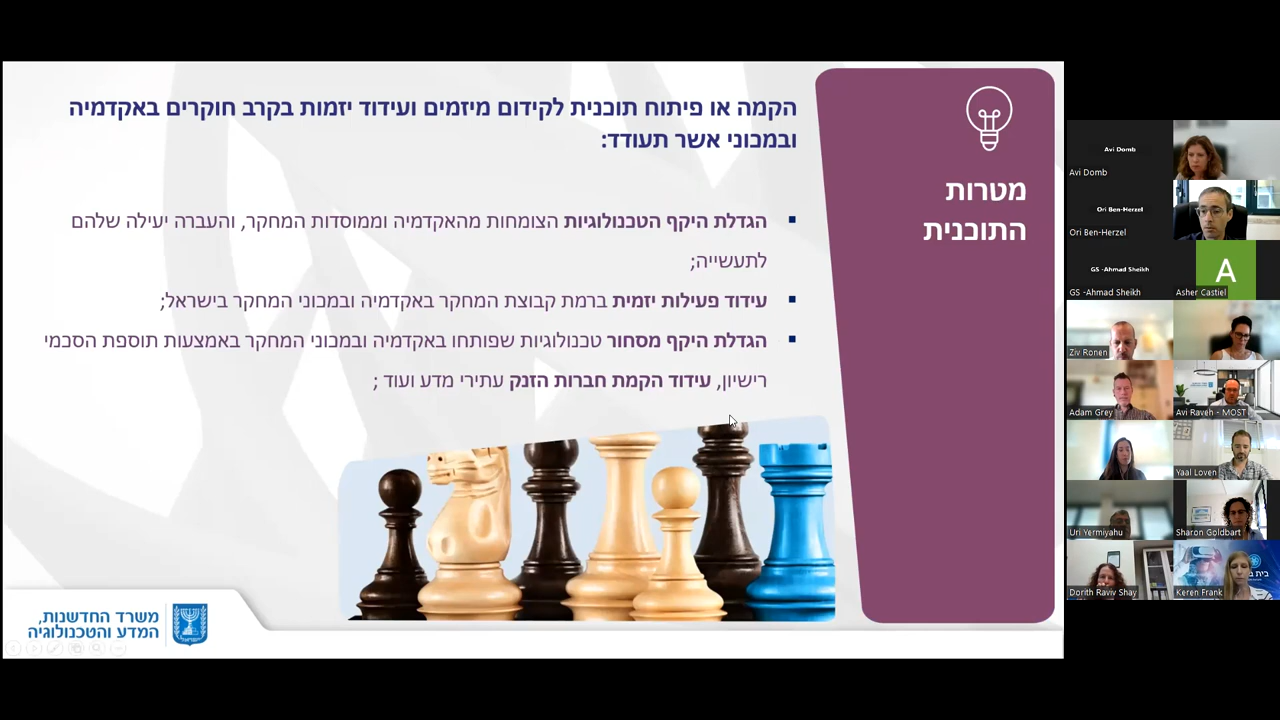 מטרות
התוכנית
הקמה או פיתוח תוכנית לקידום מיזמים ועידוד יזמות בקרב חוקרים באקדמיה
ובמכוני אשר תעודד:
▪ הגדלת היקף הטכנולוגיות הצומחות מהאקדמיה וממוסדות המחקר, והעברה יעילה שלהם
לתעשייה;
▪ עידוד פעילות יזמית ברמת קבוצת המחקר באקדמיה ובמכוני המחקר בישראל;
▪ הגדלת היקף מסחור טכנולוגיות שפותחו באקדמיה ובמכוני המחקר באמצעות תוספת הסכמי
רישיון, עידוד הקמת חברות הזנק עתירי מדע ועוד ;
משרד החדשנות,
המדע והטכנולוגיה
Avi Domb
Avi Domb
Ori Ben-Herzel
Ori Ben-Herzel
GS -Ahmad Sheikh
GS -Ahmad Sheikh
A
Asher Castiel
Ziv Ronen
Adam Grey
Avi Raveh - MOST
Yaal Loven
Uri Yermiyahu
Sharon Goldbart
Dorith Raviv Shay
Keren Frank